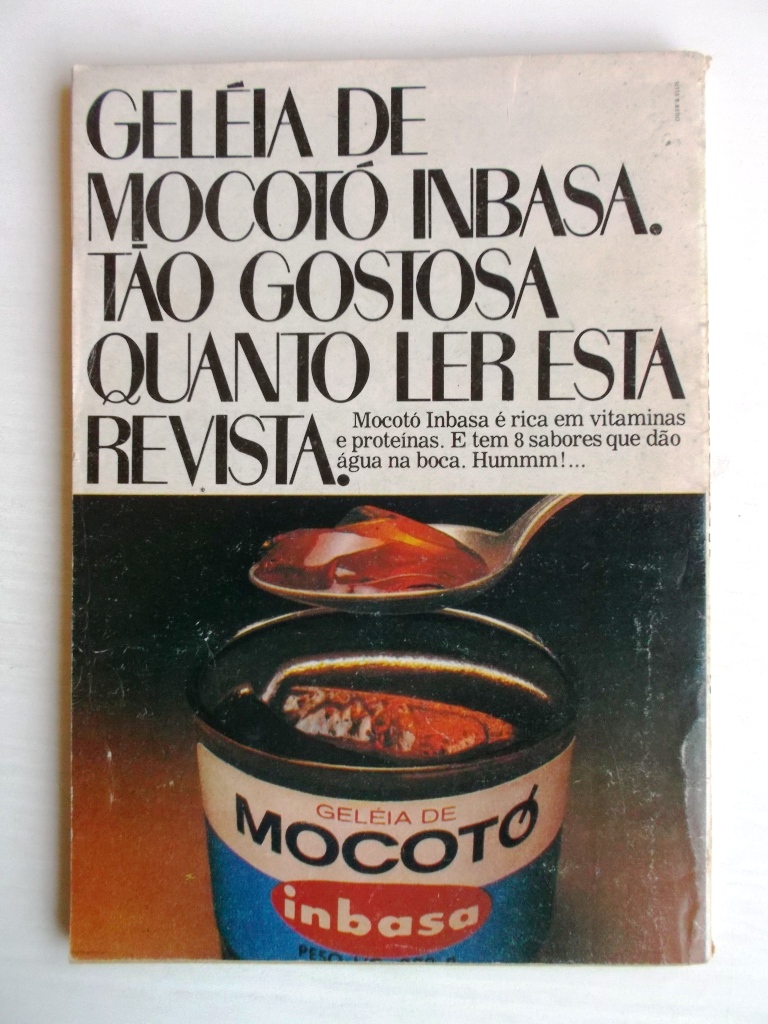 GELÉIA DE
MOCOTÓ INBASA.
TÃO GOSTOSA
QUANTO LER ESTA
REVISTA.
Mocotó Inbasa é rica em vitaminas
e proteínas. E tem 8 sabores que dão
água na boca. Hummm!...
GELÉIA DE
MOCOTÓ
inbasa